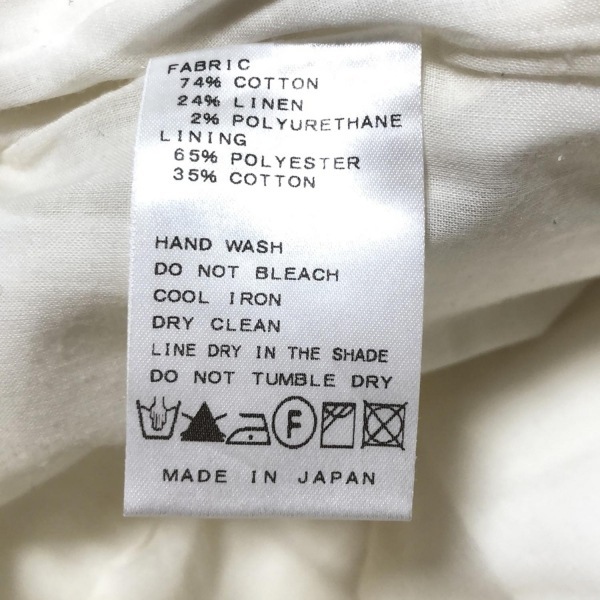 FABRIC
74% COTTON
24% LINEN
2% POLYURETHANE
LINING
65% POLYESTER
35% COTTON
HAND WASH
DO NOT BLEACH
COOL IRON
DRY CLEAN
LINE DRY IN THE SHADE
DO NOT TUMBLE DRY
F
MADE IN JAPAN